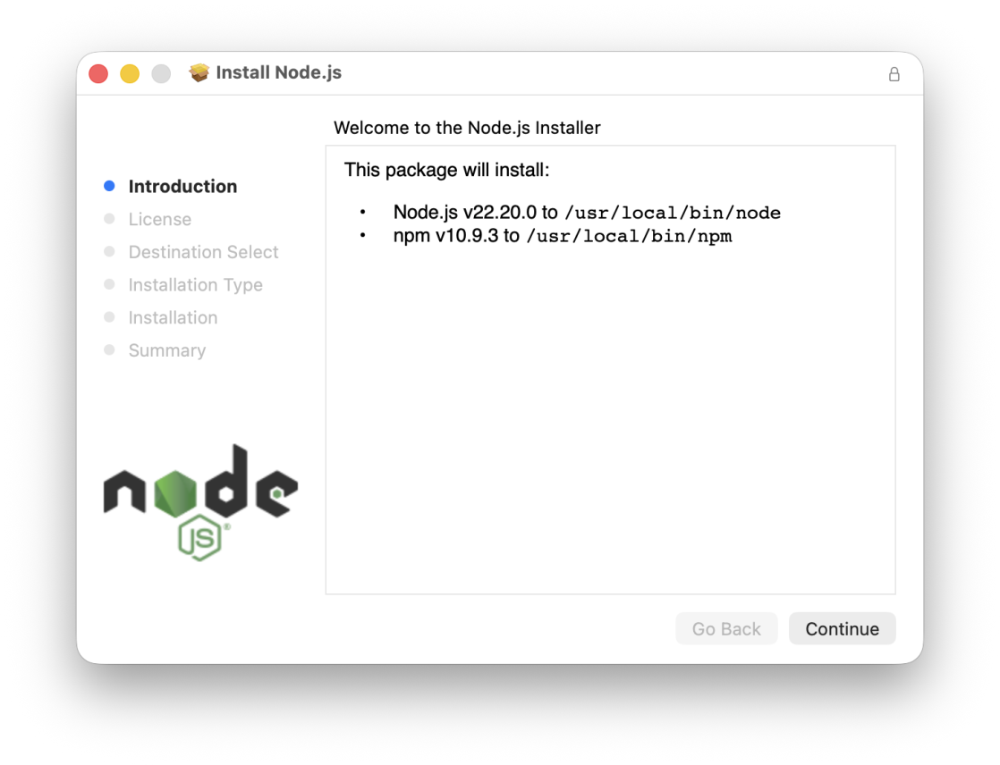 Install Node.js
Welcome to the Node.js Installer
Introduction
License
Destination Select
Installation Type
Installation
Summary
This package will install:
• Node.js v22.20.0 to /usr/local/bin/node
• npm v10.9.3 to /usr/local/bin/npm
node
JS®
Go Back
Continue